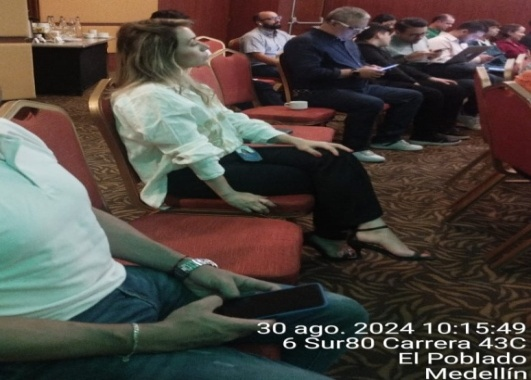 30 ago. 2024 10:15:49
6 Sur80 Carrera 43C
El Poblado
Medellín